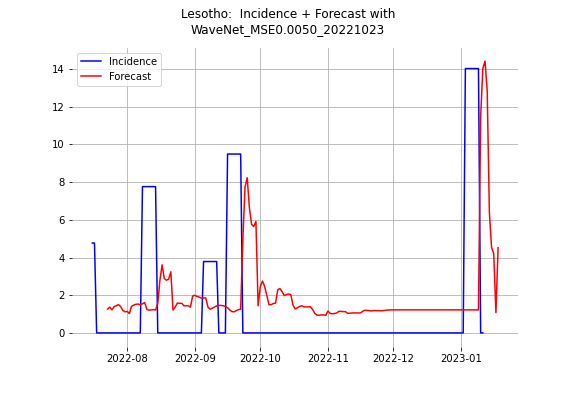 Lesotho:  Incidence + Forecast with
WaveNet_MSE0.0050_20221023
Incidence
Forecast
14
12
10
8
6
4
2
0
2022-08 2022-09 2022-10 2022-11 2022-12 2023-01